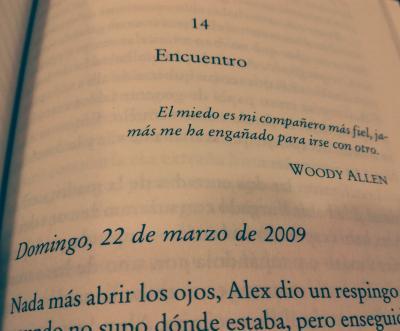 14
Encuentro
El miedo es mi compañero más fiel, ja-
más me ha engañado para irse con otro.
WOODY ALLEN
Domingo, 22 de marzo de 2009
Nada más abrir los ojos, Alex dio un respingo
no supo dónde estaba, pero enseguid